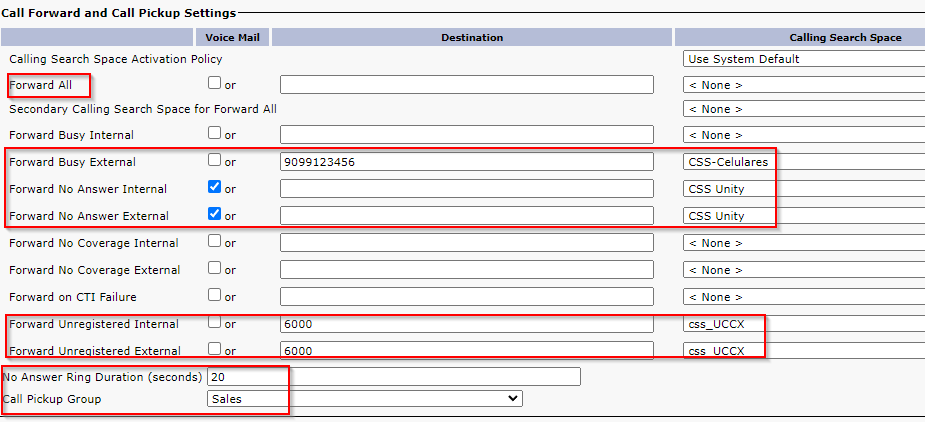 Call Forward and Call Pickup Settings
Voice Mail Destination Calling Search Space
Calling Search Space Activation Policy Use System Default
Forward All or < None >
Secondary Calling Search Space for Forward All < None >
Forward Busy Internal or < None >
Forward Busy External or 9099123456 CSS-Celulares
Forward No Answer Internal or CSS Unity
Forward No Answer External or CSS Unity
Forward No Coverage Internal or < None >
Forward No Coverage External or < None >
Forward on CTI Failure or < None >
Forward Unregistered Internal or 6000 css_UCCX
Forward Unregistered External or 6000 css_UCCX
No Answer Ring Duration (seconds) 20
Call Pickup Group Sales